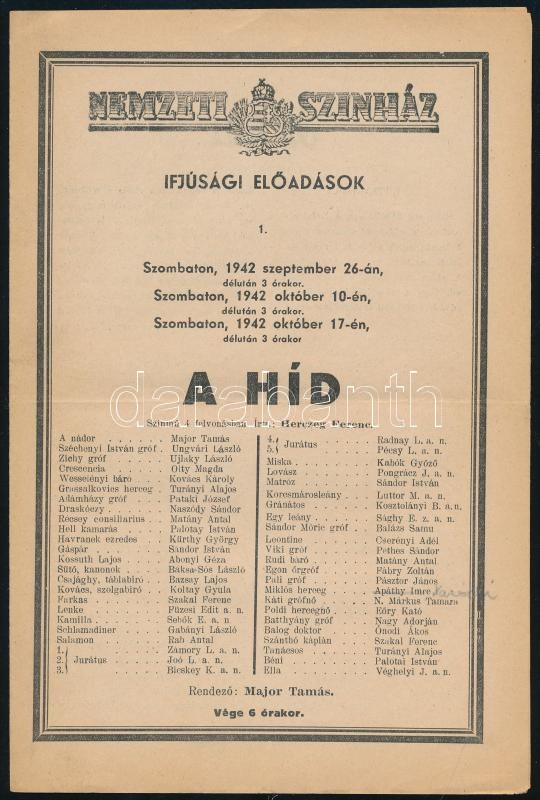 NEMZETI SZINHÁZ
IFJÚSÁGI ELŐADÁSOK
1.
Szombaton, 1942 szeptember 26-án,
délután 3 órakor.
Szombaton, 1942 október 10-én,
délután 3 órakor.
Szombaton, 1942 október 17-én,
délután 3 órakor
A HÍD
darabanth
Szinmű 4 felvonásban. Irta: Herczeg Ferenc.
A nádor . . . . . . Major Tamás
Széchenyi István gróf . Ungvári László
Zichy gróf . . . . . Ujlaky László
Crescencia . . . . . Olty Magda
Wesselényi báró . . . Kovács Károly
Grossalkovics herceg . Turányi Alajos
Adámházy gróf . . . Pataki József
Draskóczy . . . . . Naszódy Sándor
Récsey consiliarius . . Matány Antal
Hell kamarás . . . . Palotay István
Havranek ezredes . . . Kürthy György
Gáspár . . . . . . Sándor István
Kossuth Lajos . . . . Abonyi Géza
Sütő, kanonok . . . . Baksa-Sós László
Csajághy, táblabiró . . Bazsay Lajos
Kovács, szolgabiró . . Koltay Gyula
Farkas . . . . . . Szakal Ferenc
Lenke . . . . . . Füzesi Edit a. n.
Kamilla . . . . . . Sebők E. a. n.
Schlamadiner . . . . Gabányi László
Salamon . . . . . . Rab Antal
1. Zámory L. a. n.
2. Jurátus . . . . Joó L. a. n.
3. Bicskey K. a. n.
4. Radnay L. a. n.
5. Jurátus . . . . Pécsy L. a. n.
Miska . . . . . . Kabók Győző
Lovász . . . . . . Pongrácz J. a. n.
Matróz . . . . . . Sándor István
Korcsmárosleány . . . Luttor M. a. n.
Gránátos . . . . . Kosztolányi B. a. n.
Egy leány . . . . . Sághy E. z. a. n.
Sándor Móric gróf . . Balázs Samu
Leontine . . . . . Cserényi Adél
Viki gróf . . . . . Pethes Sándor
Rudi báró . . . . . Matány Antal
Egon őrgróf . . . . Fábry Zoltán
Pali gróf . . . . . Pásztor János
Miklós herceg . . . . Apáthy Imre
Káti grófnő . . . . N. Márkus Tamara
Poldi hercegnő . . . Eőry Kató
Batthyány gróf . . . Nagy Adorján
Balog doktor . . . . Ónodi Ákos
Szánthó káplán . . . Szakal Ferenc
Tanácsos . . . . . Turányi Alajos
Béni . . . . . . Palotai István
Ella . . . . . . Véghelyi J. a. n.
Rendező: Major Tamás.
Vége 6 órakor.